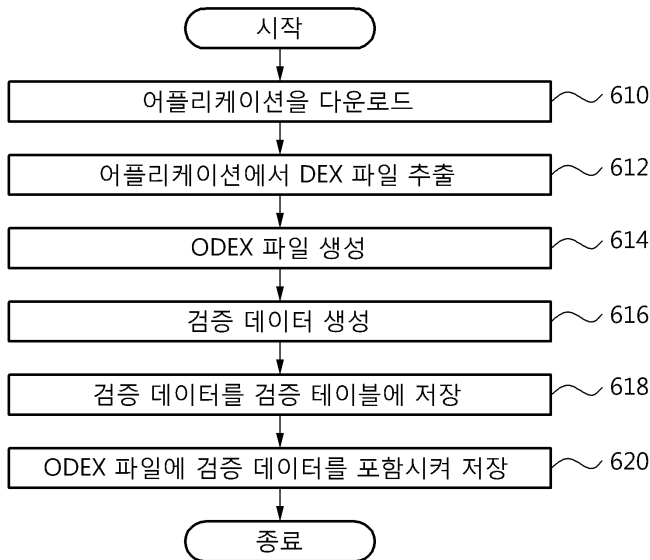 시작
어플리케이션을 다운로드 610
어플리케이션에서 DEX 파일 추출 612
ODEX 파일 생성 614
검증 데이터 생성 616
검증 데이터를 검증 테이블에 저장 618
ODEX 파일에 검증 데이터를 포함시켜 저장 620
종료